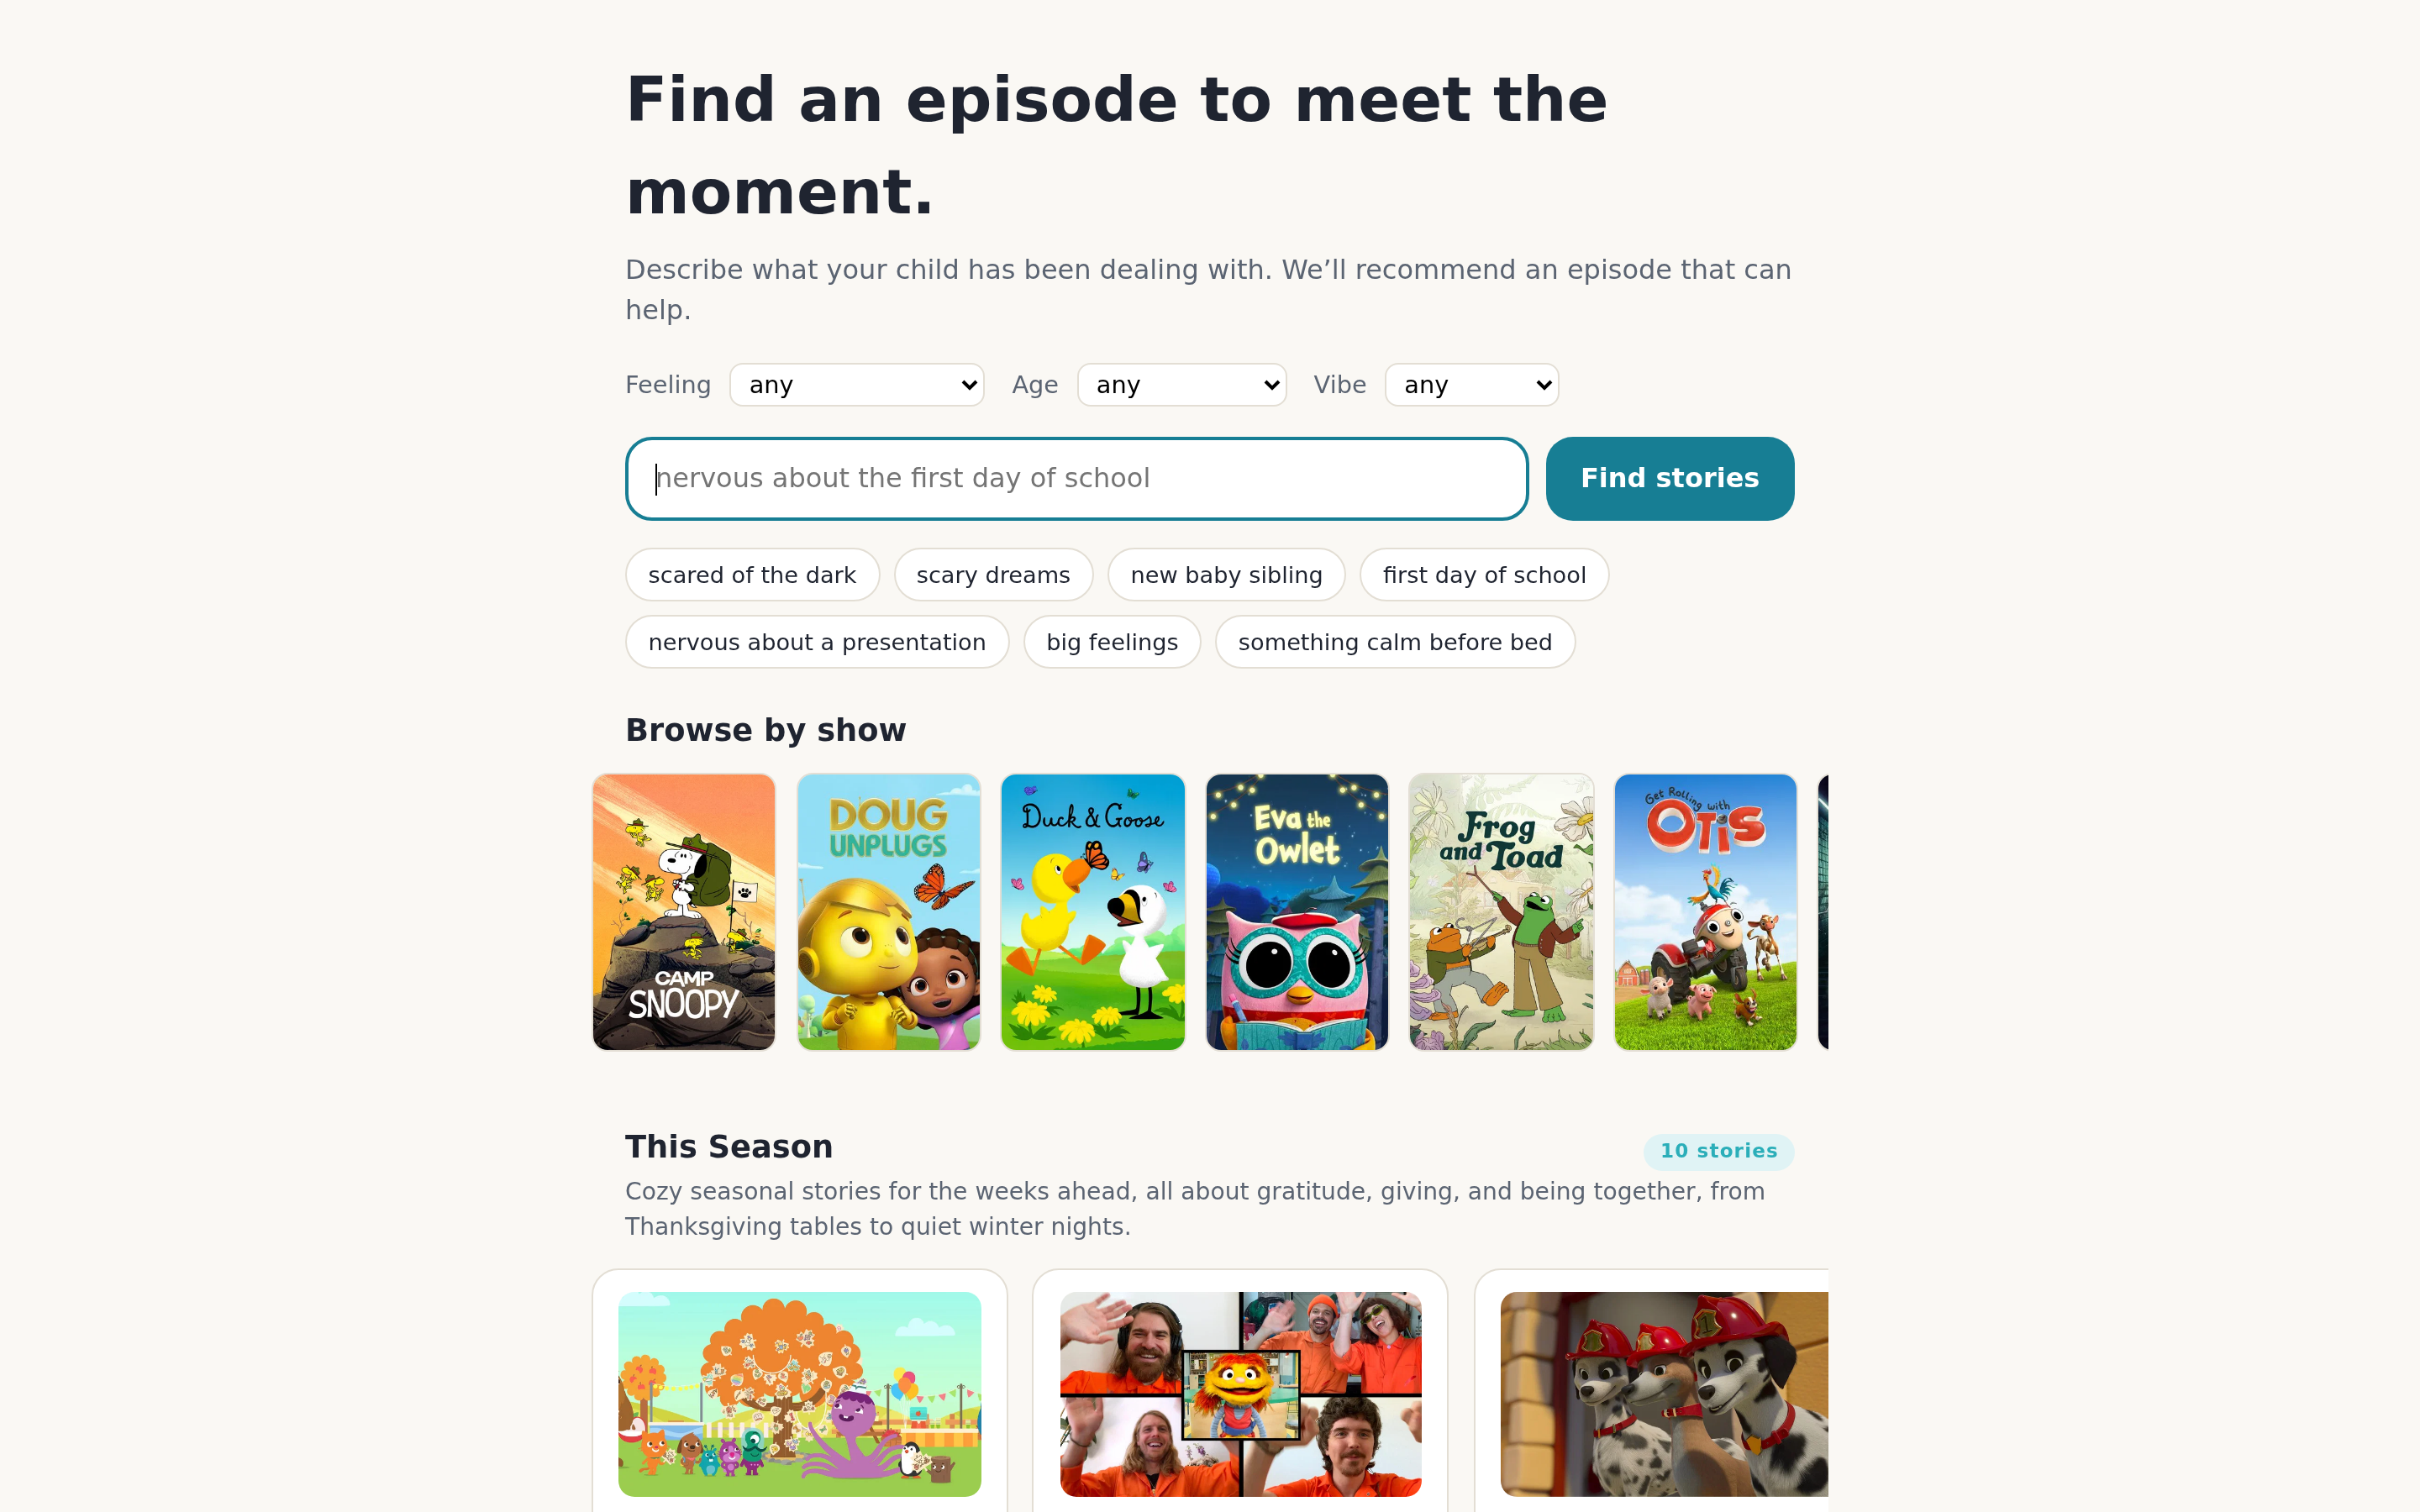 Find an episode to meet the
moment.
Describe what your child has been dealing with. We’ll recommend an episode that can
help.
Feeling any Age any Vibe any
nervous about the first day of school Find stories
scared of the dark scary dreams new baby sibling first day of school
nervous about a presentation big feelings something calm before bed
Browse by show
CAMP
SNOOPY
DOUG
UNPLUGS
Duck & Goose
Eva the
Owlet
Frog
and Toad
Get Rolling with
OTIS
This Season 10 stories
Cozy seasonal stories for the weeks ahead, all about gratitude, giving, and being together, from
Thanksgiving tables to quiet winter nights.
1